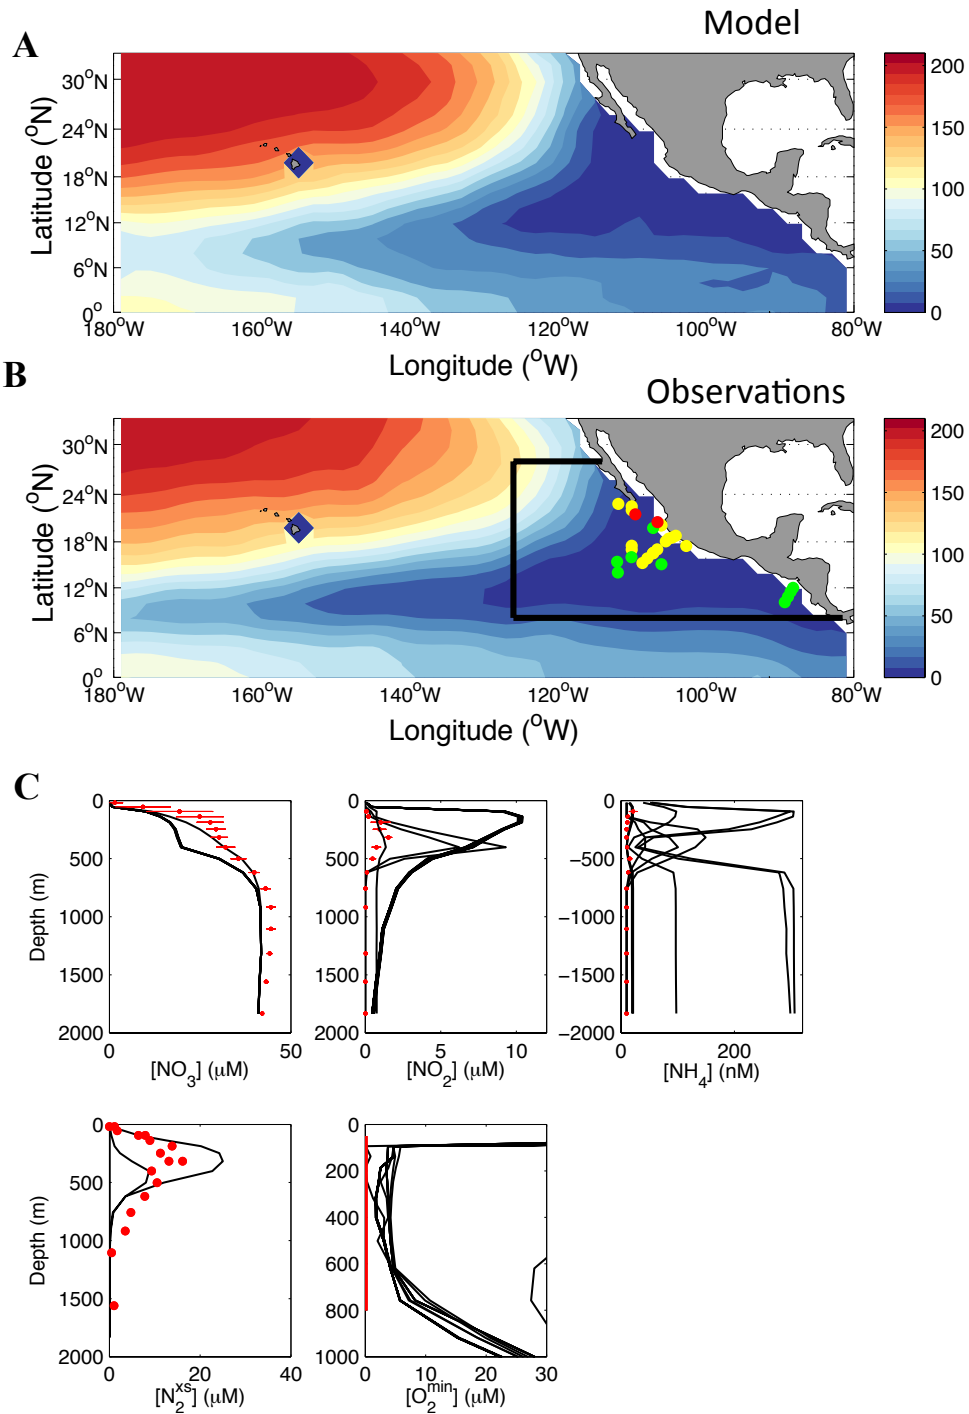 A
Model
Latitude (°N)
30°N
24°N
18°N
12°N
6°N
0°
180°W
160°W
140°W
120°W
100°W
80°W
Longitude (°W)
200
150
100
50
0
B
Observations
Latitude (°N)
30°N
24°N
18°N
12°N
6°N
0°
180°W
160°W
140°W
120°W
100°W
80°W
Longitude (°W)
200
150
100
50
0
C
Depth (m)
0
500
1000
1500
2000
0
50
[NO3] (μM)
0
500
1000
1500
2000
0
5
10
[NO2] (μM)
0
−500
−1000
−1500
−2000
0
200
[NH4] (nM)
Depth (m)
0
500
1000
1500
2000
0
20
40
[N2xs] (μM)
0
200
400
600
800
1000
0
10
20
30
[O2min] (μM)